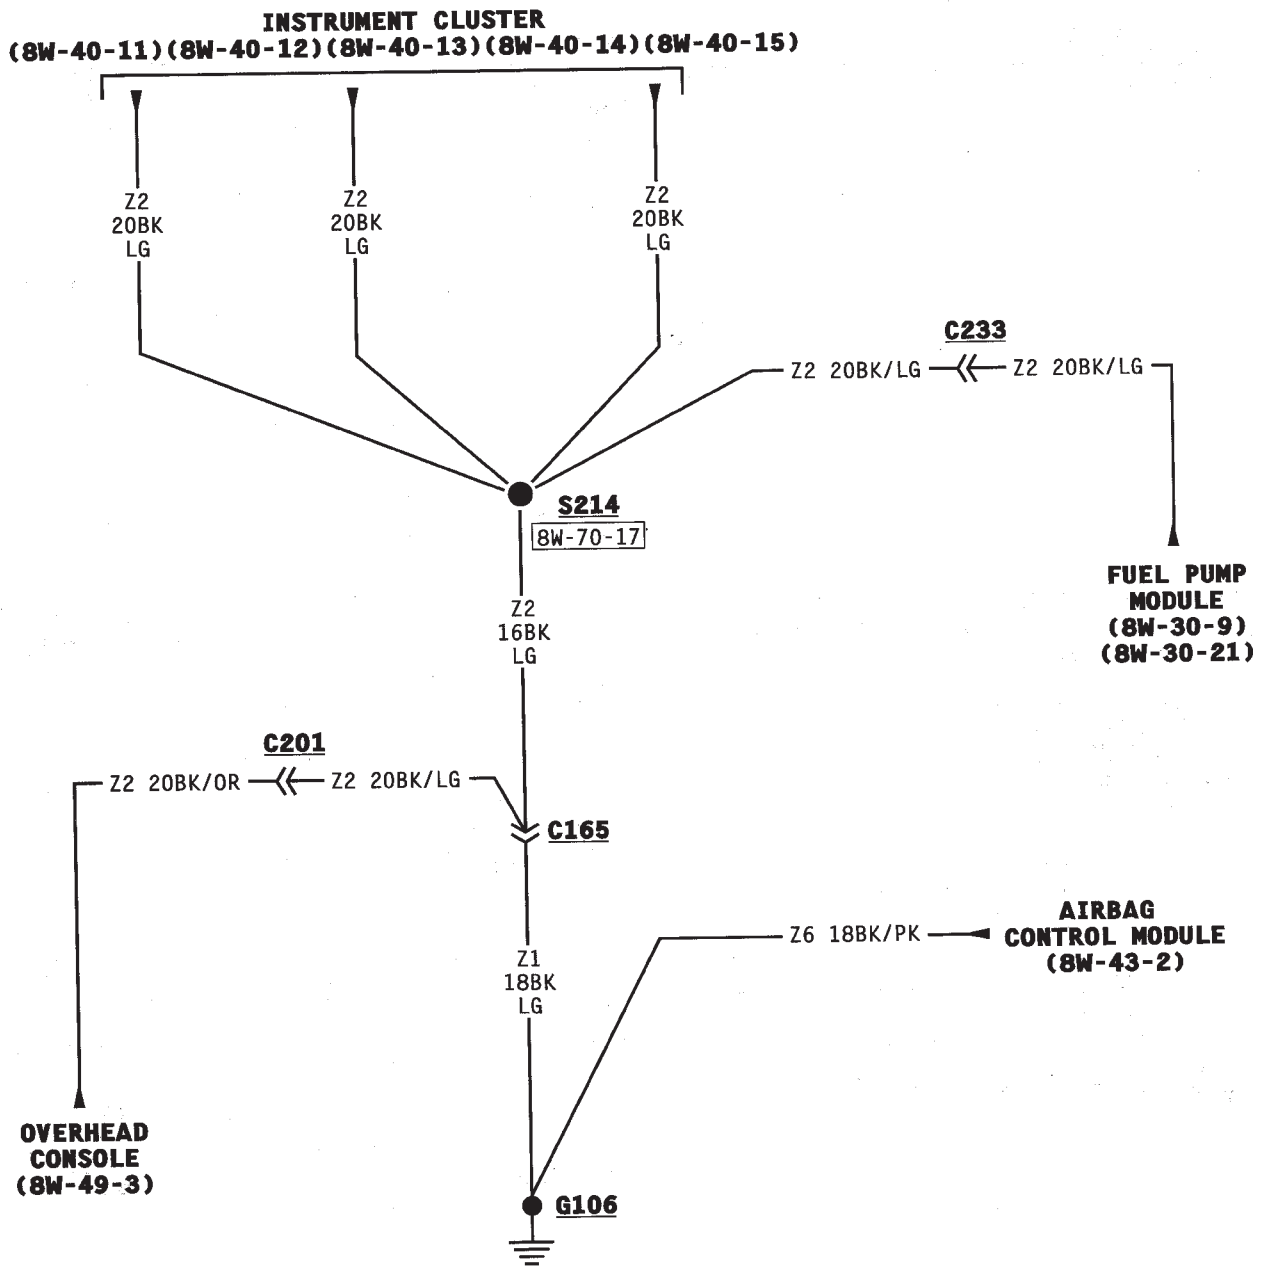 INSTRUMENT CLUSTER
(8W-40-11)(8W-40-12)(8W-40-13)(8W-40-14)(8W-40-15)
Z2
20BK
LG
Z2
20BK
LG
Z2
20BK
LG
C233
Z2 20BK/LG
Z2 20BK/LG
S214
8W-70-17
FUEL PUMP
MODULE
(8W-30-9)
(8W-30-21)
Z2
16BK
LG
C201
Z2 20BK/OR
Z2 20BK/LG
C165
AIRBAG
CONTROL MODULE
(8W-43-2)
Z6 18BK/PK
Z1
18BK
LG
OVERHEAD
CONSOLE
(8W-49-3)
G106